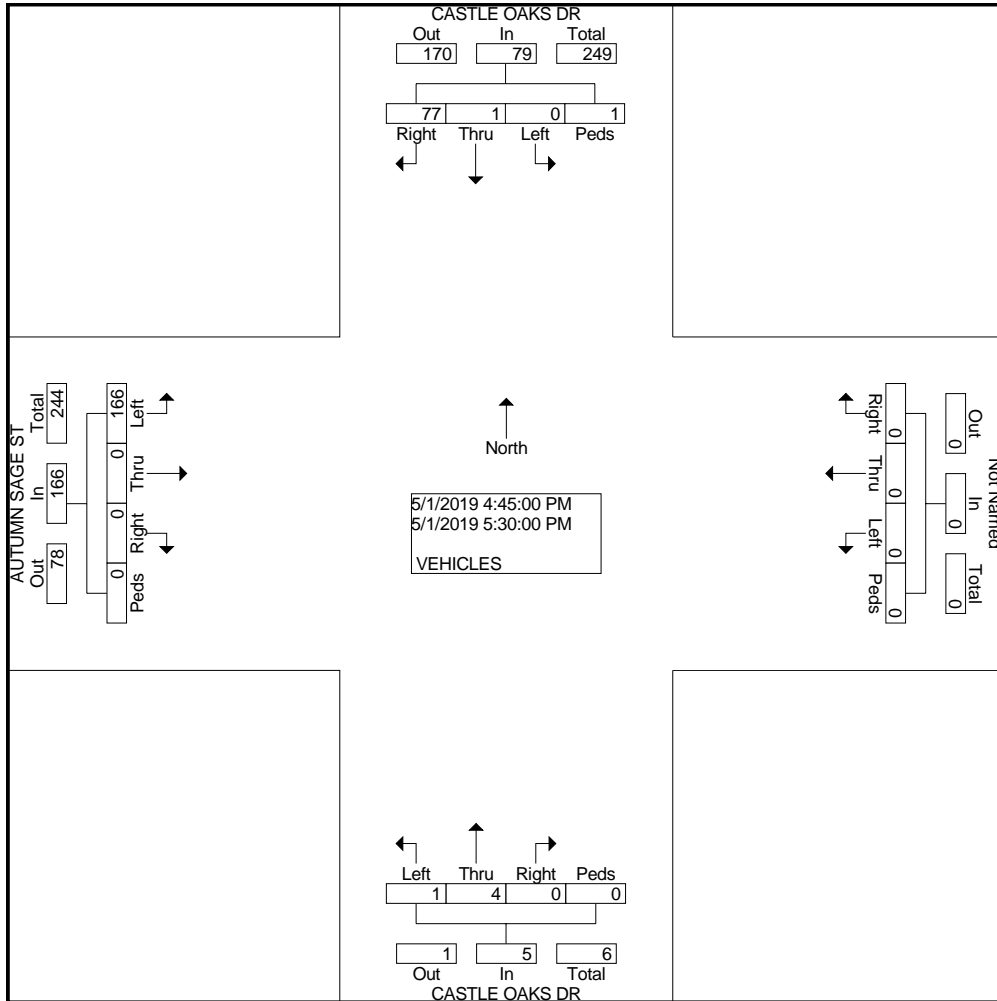 CASTLE OAKS DR
Out In Total
170 79 249
77 1 0 1
Right Thru Left Peds
AUTUMN SAGE ST
Total In Out
244 166 78
166 0 0 0
Left Thru Right Peds
North
5/1/2019 4:45:00 PM
5/1/2019 5:30:00 PM
VEHICLES
Right Thru Left Peds
0 0 0 0
Out In Total
0 0 0
Not Named
Left Thru Right Peds
1 4 0 0
1 5 6
Out In Total
CASTLE OAKS DR